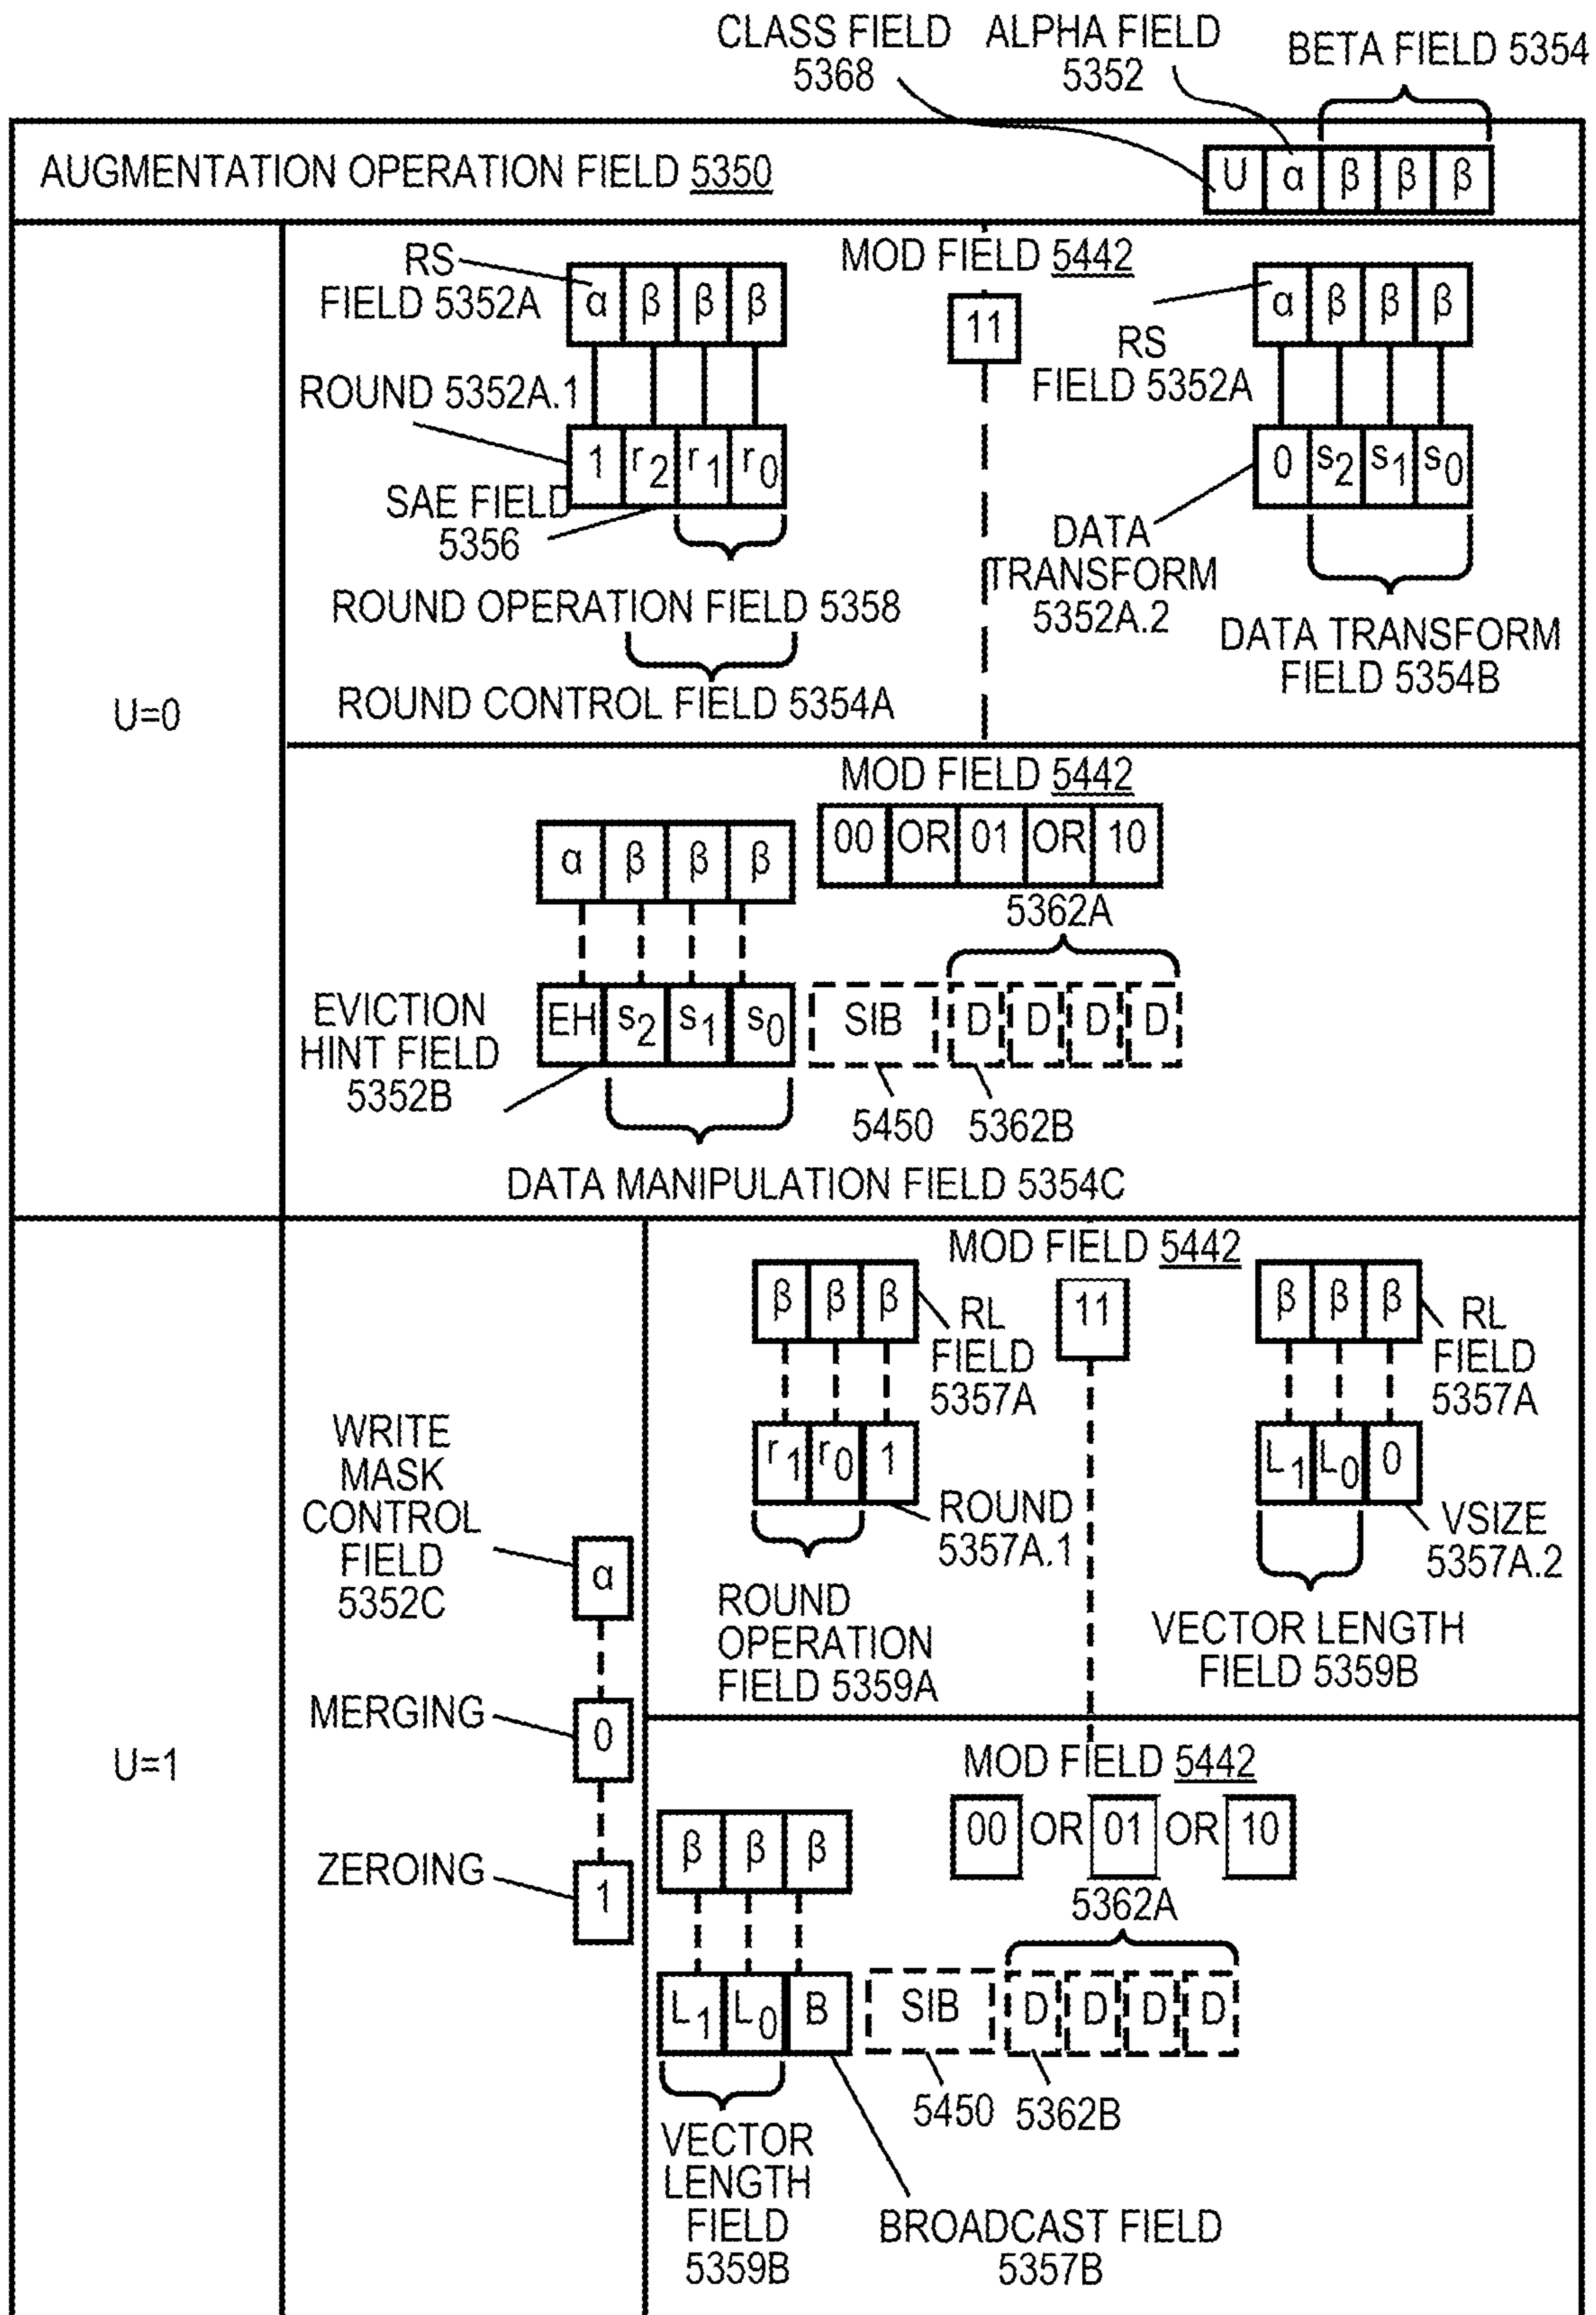 CLASS FIELD
5368
ALPHA FIELD
5352
BETA FIELD 5354
AUGMENTATION OPERATION FIELD 5350
U α β β β
U=0
RS
FIELD 5352A
α β β β
ROUND 5352A.1
1 r2 r1 r0
SAE FIELD
5356
ROUND OPERATION FIELD 5358
ROUND CONTROL FIELD 5354A
MOD FIELD 5442
11
α β β β
RS
FIELD 5352A
0 s2 s1 s0
DATA
TRANSFORM
5352A.2
DATA TRANSFORM
FIELD 5354B
MOD FIELD 5442
00 OR 01 OR 10
α β β β
5362A
EH s2 s1 s0 SIB D D D D
EVICTION
HINT FIELD
5352B
5450 5362B
DATA MANIPULATION FIELD 5354C
U=1
WRITE
MASK
CONTROL
FIELD
5352C
α
MERGING
0
ZEROING
1
MOD FIELD 5442
11
β β β
RL
FIELD
5357A
r1 r0 1
ROUND
5357A.1
ROUND
OPERATION
FIELD 5359A
β β β
RL
FIELD
5357A
L1 L0 0
VSIZE
5357A.2
VECTOR LENGTH
FIELD 5359B
MOD FIELD 5442
00 OR 01 OR 10
β β β
5362A
L1 L0 B SIB D D D D
5450 5362B
VECTOR
LENGTH
FIELD
5359B
BROADCAST FIELD
5357B